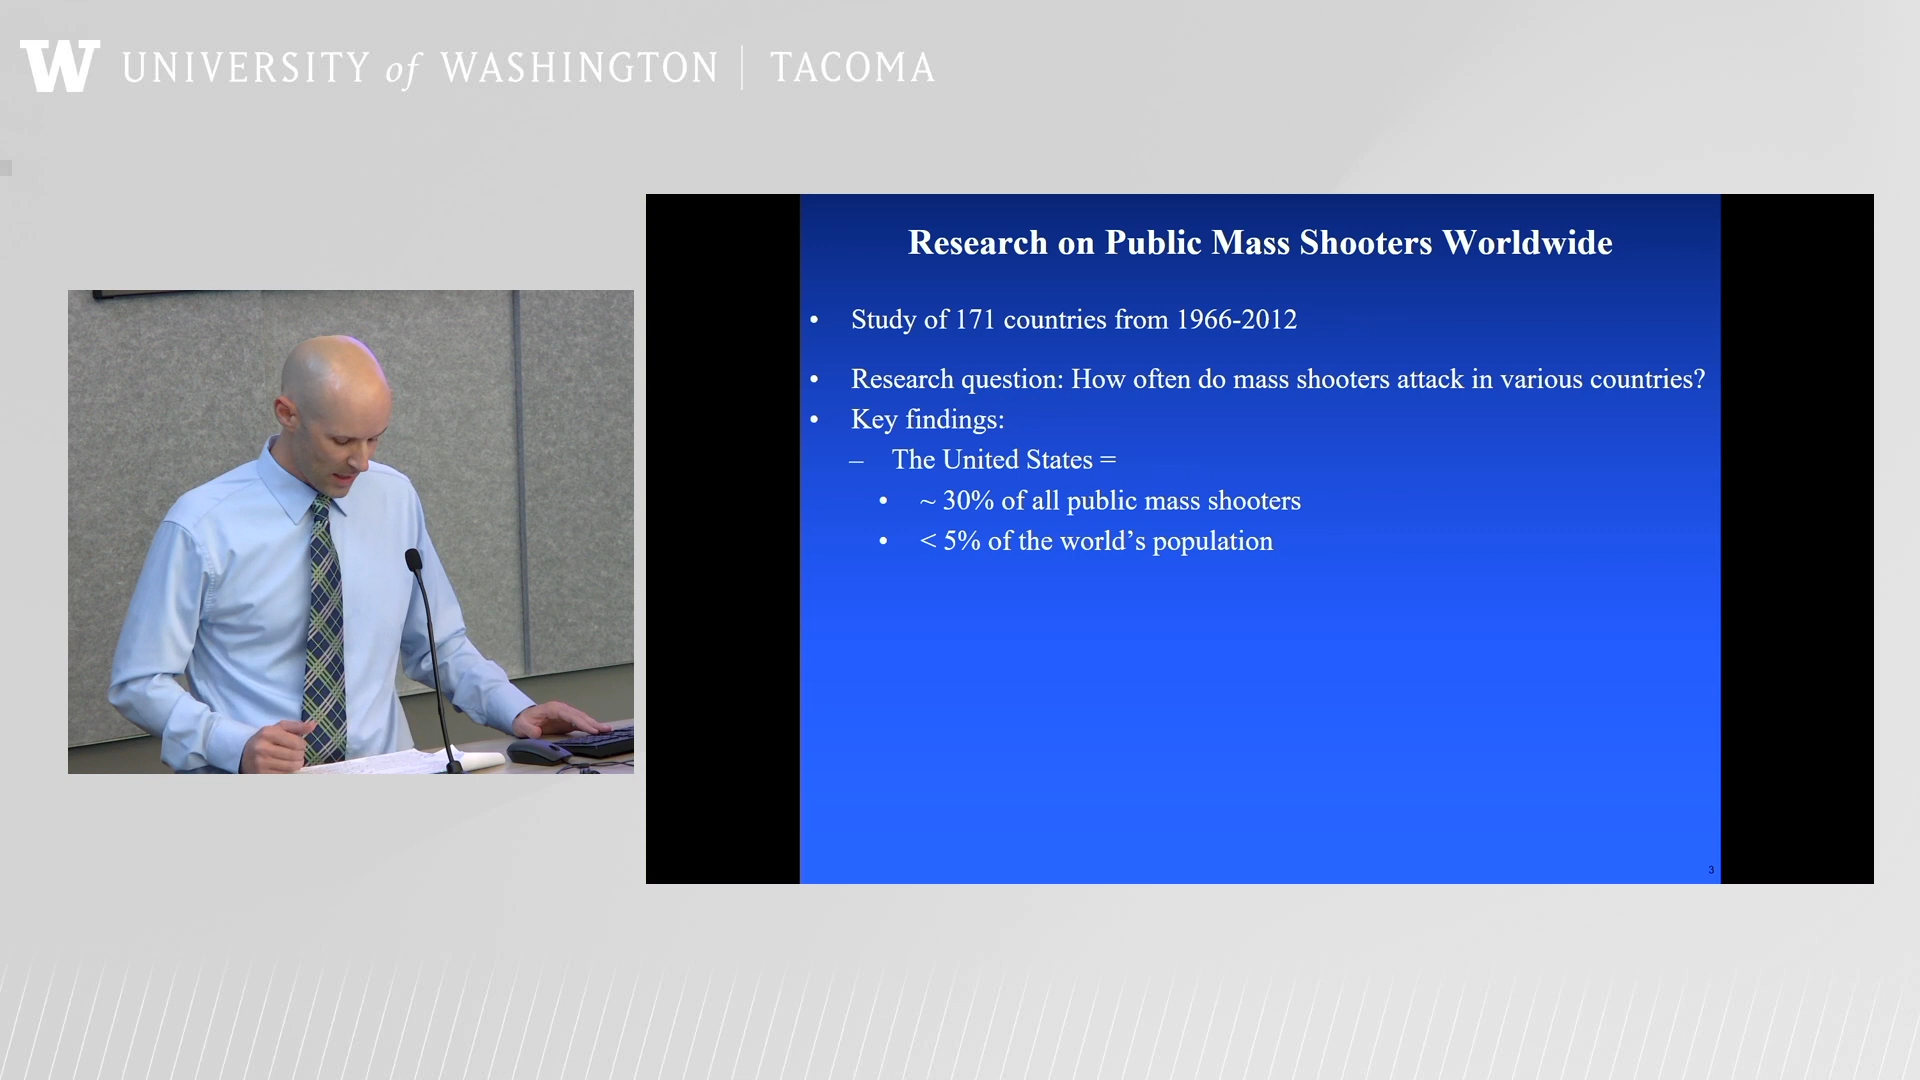 W UNIVERSITY of WASHINGTON | TACOMA
Research on Public Mass Shooters Worldwide
• Study of 171 countries from 1966-2012
• Research question: How often do mass shooters attack in various countries?
• Key findings:
– The United States =
• ~ 30% of all public mass shooters
• < 5% of the world’s population
3